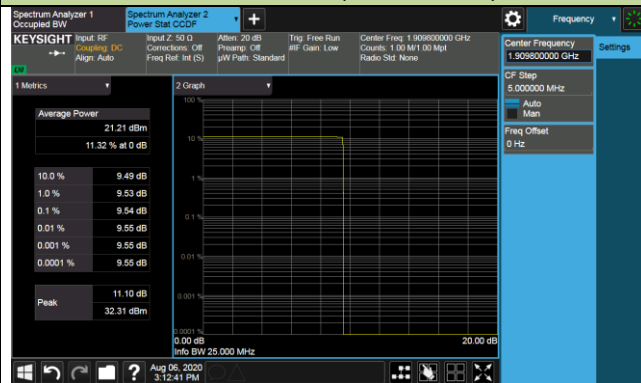 Spectrum Analyzer 1
Occupied BW
Spectrum Analyzer 2
Power Stat CCDF
Frequency
KEYSIGHT
Input: RF
Coupling: DC
Align: Auto
Input Z: 50 Ω
Corrections: Off
Freq Ref: Int (S)
Atten: 20 dB
Preamp: Off
µW Path: Standard
Trig: Free Run
#IF Gain: Low
Center Freq: 1.909800000 GHz
Counts: 1.00 M/1.00 Mpt
Radio Std: None
Center Frequency
1.909800000 GHz
Settings
CF Step
5.000000 MHz
Auto
Man
Freq Offset
0 Hz
1 Metrics
Average Power
21.21 dBm
11.32 % at 0 dB
10.0 % 9.49 dB
1.0 % 9.53 dB
0.1 % 9.54 dB
0.01 % 9.55 dB
0.001 % 9.55 dB
0.0001 % 9.55 dB
Peak
11.10 dB
32.31 dBm
2 Graph
100 %
10 %
1 %
0.1 %
0.01 %
0.001 %
0.0001 %
0.00 dB 20.00 dB
Info BW 25.000 MHz
Aug 06, 2020
3:12:41 PM